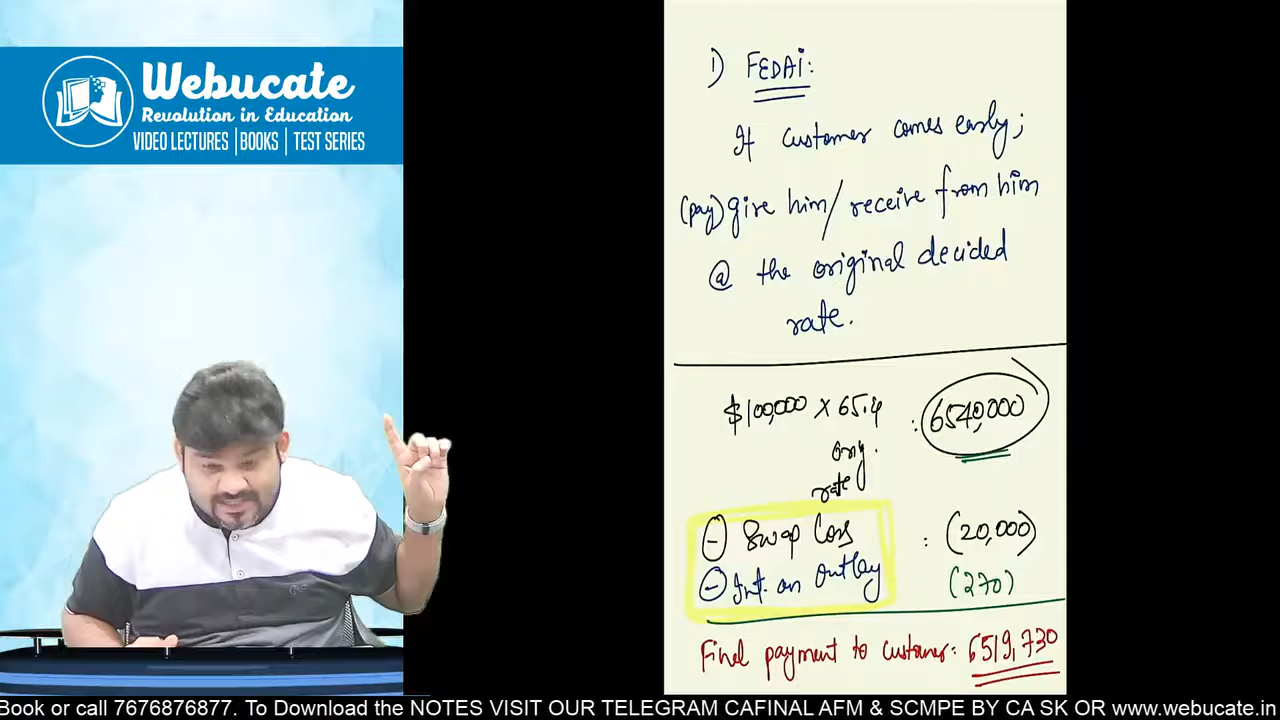 Webucate
Revolution in Education
VIDEO LECTURES | BOOKS | TEST SERIES
1) FEDAI:
If customer comes early;
(pay) give him/receive from him
@ the original decided
rate.
$100,000 x 65.4 : 6540,000
orig.
rate
- Swap Loss : (20,000)
- Int. on Outlay (270)
Final payment to customer: 6519,730
Book or call 7676876877. To Download the NOTES VISIT OUR TELEGRAM CAFINAL AFM & SCMPE BY CA SK OR www.webucate.in